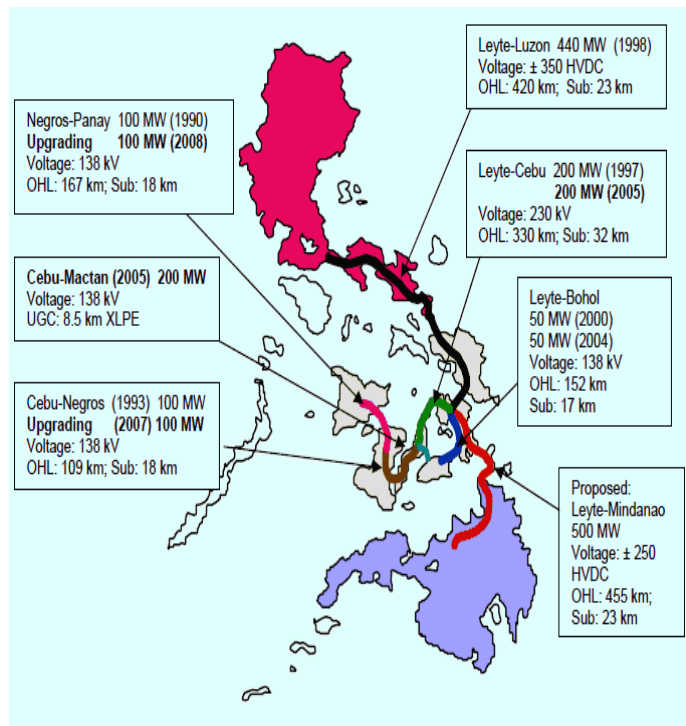 Leyte-Luzon 440 MW (1998)
Voltage: ± 350 HVDC
OHL: 420 km; Sub: 23 km
Negros-Panay 100 MW (1990)
Upgrading 100 MW (2008)
Voltage: 138 kV
OHL: 167 km; Sub: 18 km
Leyte-Cebu 200 MW (1997)
200 MW (2005)
Voltage: 230 kV
OHL: 330 km; Sub: 32 km
Cebu-Mactan (2005) 200 MW
Voltage: 138 kV
UGC: 8.5 km XLPE
Leyte-Bohol
50 MW (2000)
50 MW (2004)
Voltage: 138 kV
OHL: 152 km
Sub: 17 km
Cebu-Negros (1993) 100 MW
Upgrading (2007) 100 MW
Voltage: 138 kV
OHL: 109 km; Sub: 18 km
Proposed:
Leyte-Mindanao
500 MW
Voltage: ± 250
HVDC
OHL: 455 km;
Sub: 23 km